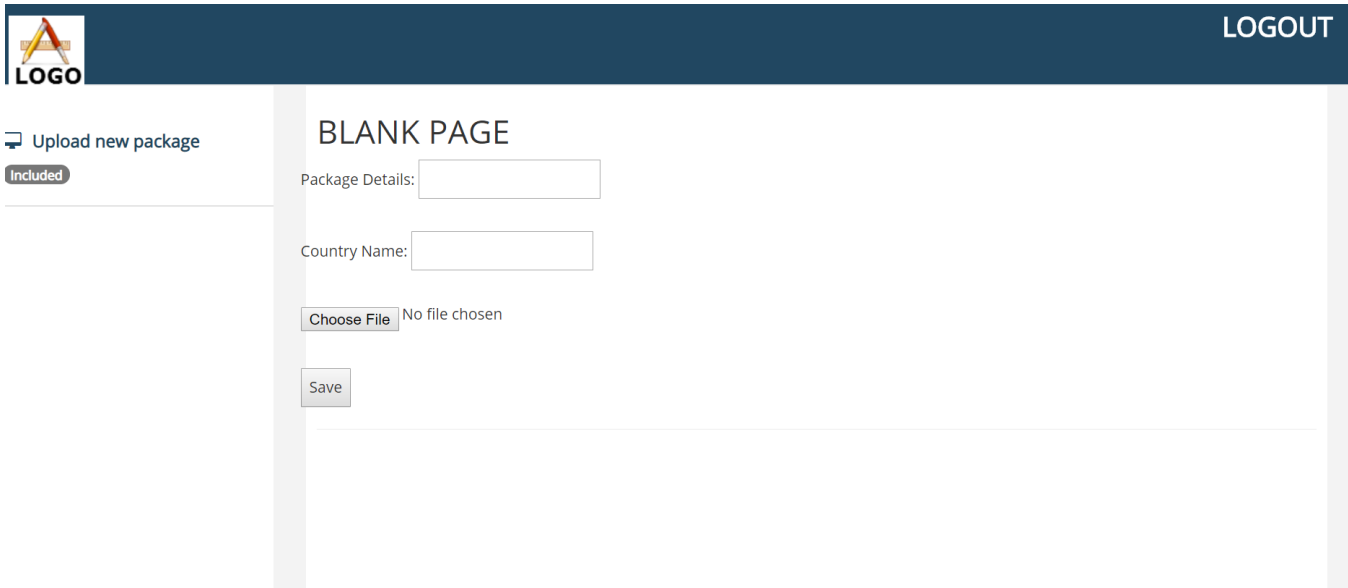 LOGO
LOGOUT
Upload new package
Included
BLANK PAGE
Package Details:
Country Name:
Choose File No file chosen
Save